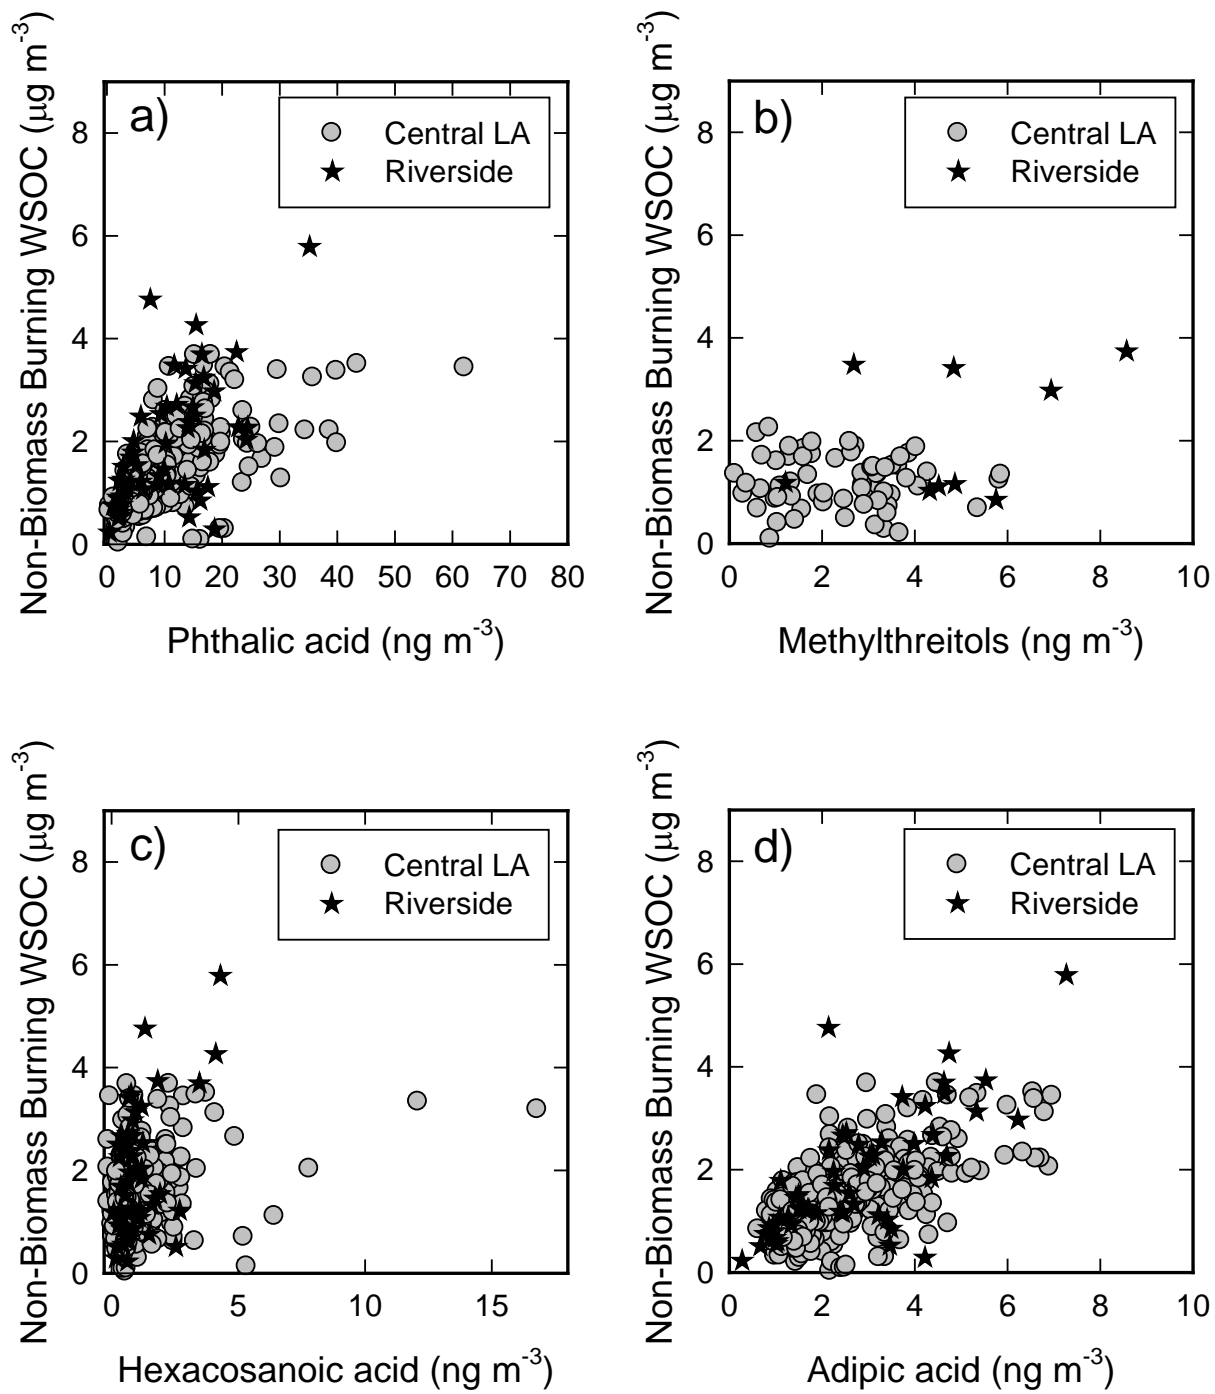 a)
Central LA
Riverside
Non-Biomass Burning WSOC (μg m⁻³)
8
6
4
2
0
0 10 20 30 40 50 60 70 80
Phthalic acid (ng m⁻³)
b)
Central LA
Riverside
Non-Biomass Burning WSOC (μg m⁻³)
8
6
4
2
0
0 2 4 6 8 10
Methylthreitols (ng m⁻³)
c)
Central LA
Riverside
Non-Biomass Burning WSOC (μg m⁻³)
8
6
4
2
0
0 5 10 15
Hexacosanoic acid (ng m⁻³)
d)
Central LA
Riverside
Non-Biomass Burning WSOC (μg m⁻³)
8
6
4
2
0
0 2 4 6 8 10
Adipic acid (ng m⁻³)